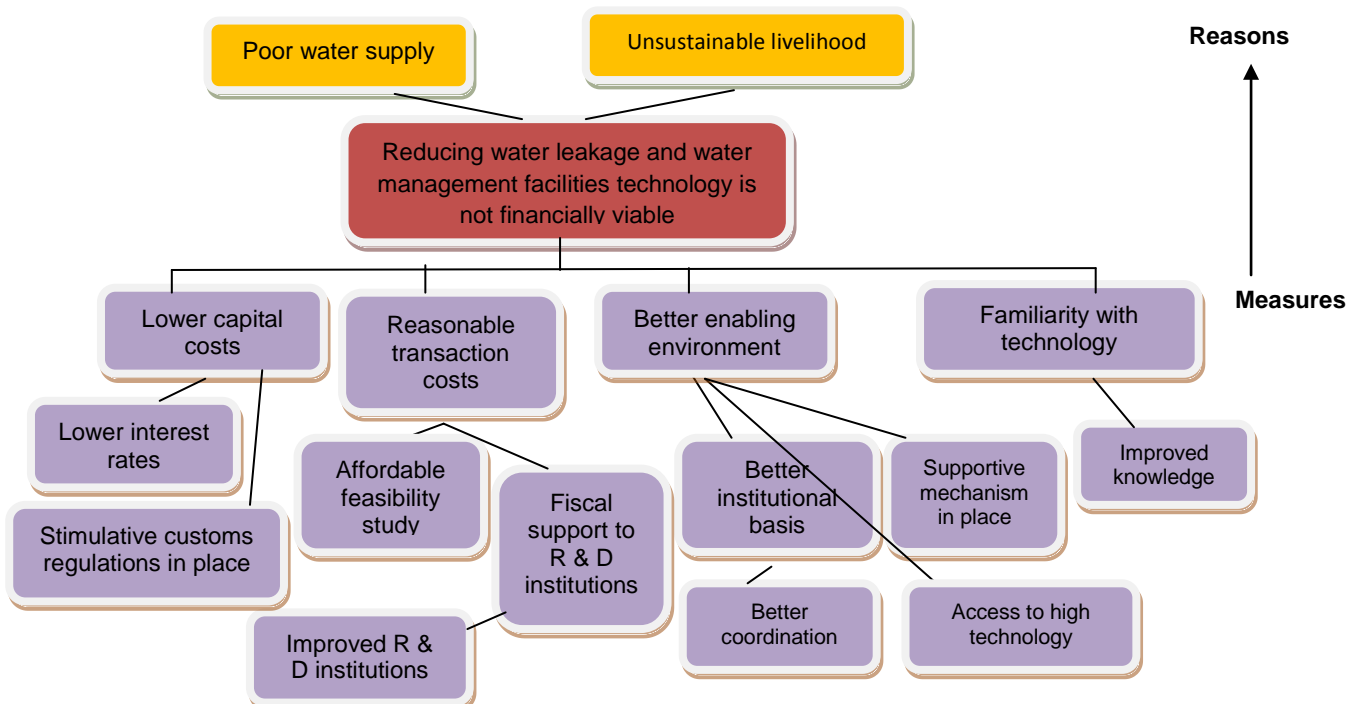 Poor water supply
Unsustainable livelihood
Reasons
Reducing water leakage and water
management facilities technology is
not financially viable
Measures
Lower capital
costs
Reasonable
transaction
costs
Better enabling
environment
Familiarity with
technology
Lower interest
rates
Stimulative customs
regulations in place
Affordable
feasibility
study
Fiscal
support to
R & D
institutions
Improved R &
D institutions
Better
institutional
basis
Supportive
mechanism
in place
Improved
knowledge
Better
coordination
Access to high
technology